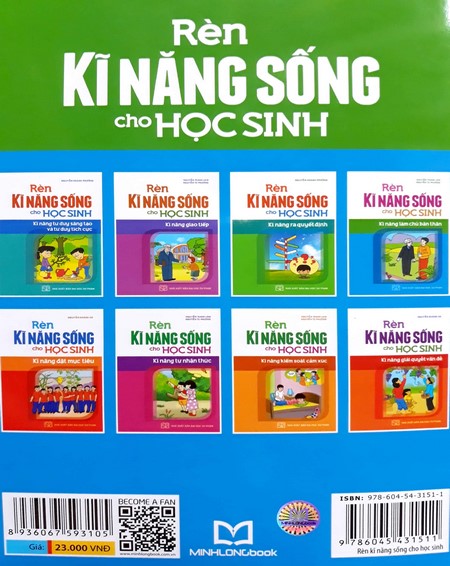 Rèn
KĨ NĂNG SỐNG
cho HỌC SINH
Rèn
KĨ NĂNG SỐNG
cho HỌC SINH
Kĩ năng tư duy sáng tạo
và tư duy tích cực
Rèn
KĨ NĂNG SỐNG
cho HỌC SINH
Kĩ năng giao tiếp
Rèn
KĨ NĂNG SỐNG
cho HỌC SINH
Kĩ năng ra quyết định
Rèn
KĨ NĂNG SỐNG
cho HỌC SINH
Kĩ năng làm chủ bản thân
Rèn
KĨ NĂNG SỐNG
cho HỌC SINH
Kĩ năng đặt mục tiêu
Rèn
KĨ NĂNG SỐNG
cho HỌC SINH
Kĩ năng tự nhận thức
Rèn
KĨ NĂNG SỐNG
cho HỌC SINH
Kĩ năng kiểm soát cảm xúc
Rèn
KĨ NĂNG SỐNG
cho HỌC SINH
Kĩ năng giải quyết vấn đề
8 936067 593105
Giá: 23.000 VNĐ
BECOME A FAN
www.minhlongbook.com.vn
MINHLONGbook
MINHLONGbook
ISBN: 978-604-54-3151-1
9 786045 431511
Rèn kĩ năng sống cho học sinh